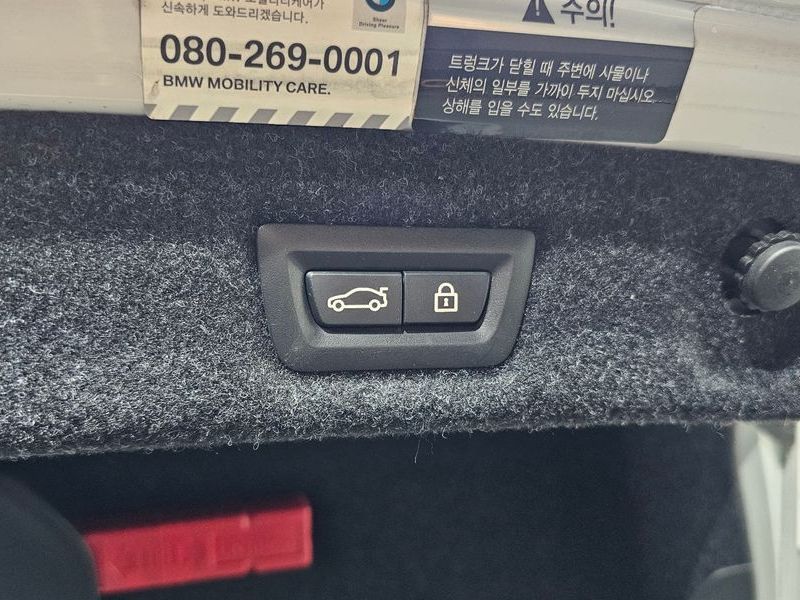 신속하게 도와드리겠습니다.
Sheer
Driving Pleasure
080-269-0001
BMW MOBILITY CARE.
주의!
트렁크가 닫힐 때 주변에 사물이나
신체의 일부를 가까이 두지 마십시오.
상해를 입을 수도 있습니다.